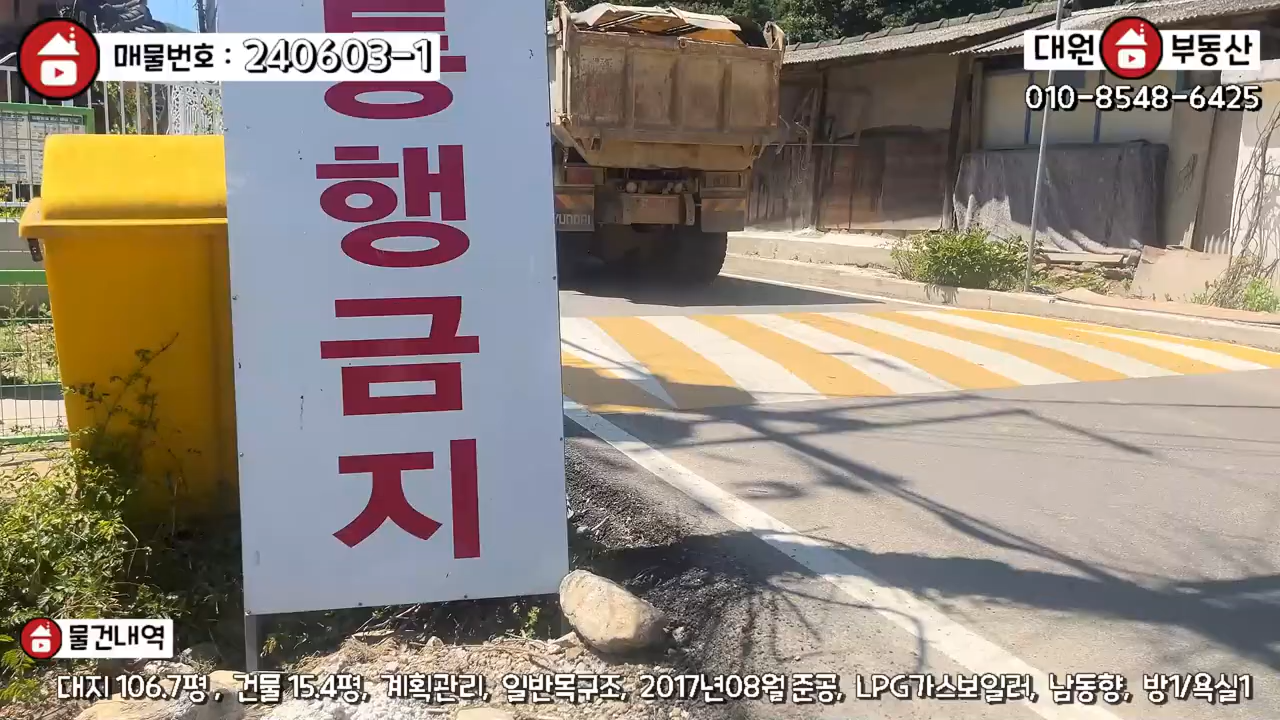 매물번호 : 240603-1
대원 부동산
010-8548-6425
통
행
금
지
HYUNDAI
물건내역
대지 106.7평, 건물 15.4평, 계획관리, 일반목구조, 2017년08월 준공, LPG가스보일러, 남동향, 방1/욕실1